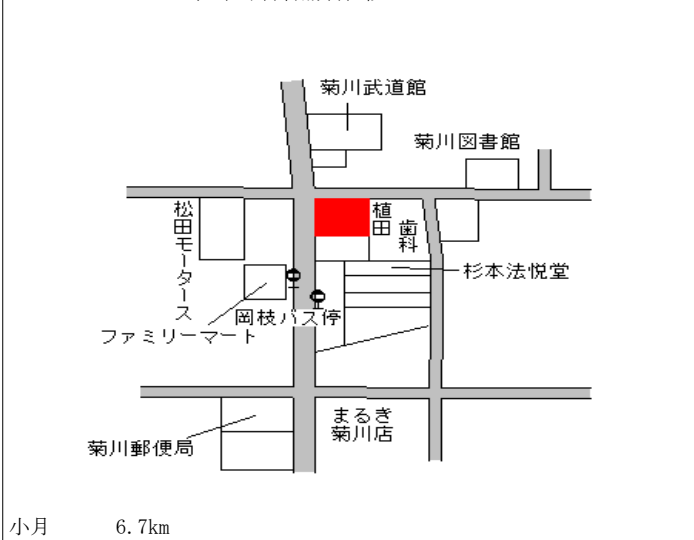 菊川武道館
菊川図書館
松田モータース
植田
歯科
杉本法悦堂
岡枝バス停
ファミリーマート
まるき
菊川店
菊川郵便局
小月 6.7km